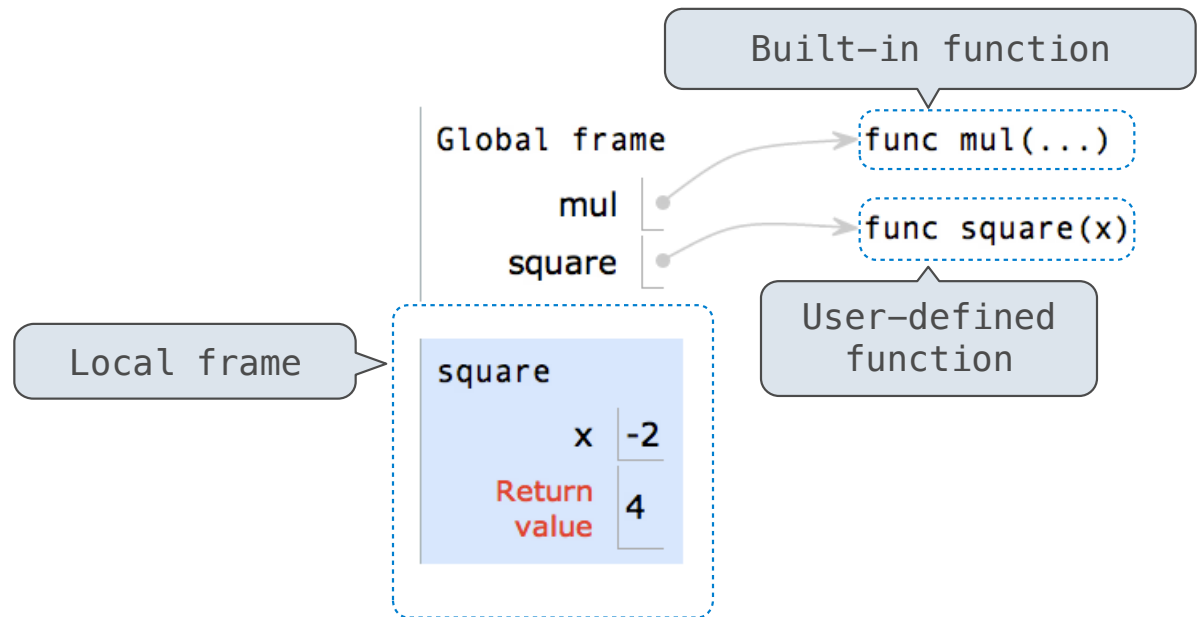 Built-in function
Global frame
func mul(...)
mul
func square(x)
square
User-defined
function
Local frame
square
x -2
Return
value 4